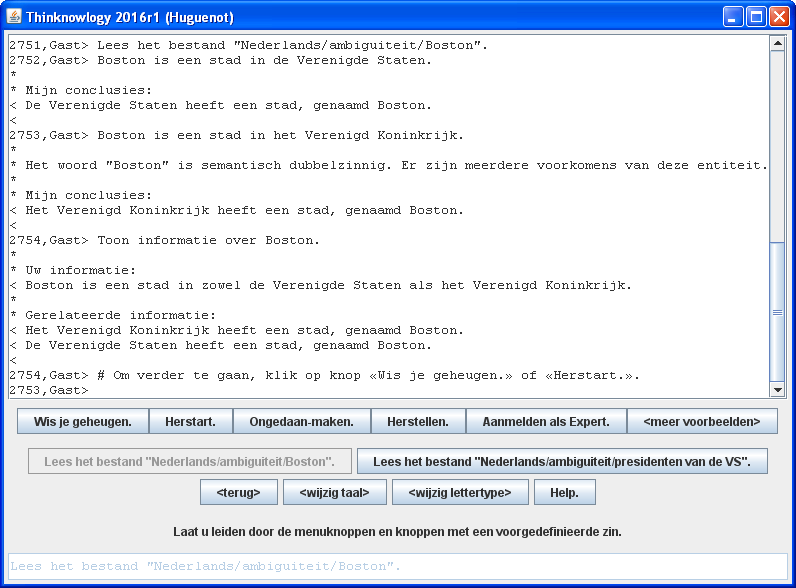 Thinknowlogy 2016r1 (Huguenot)
2751,Gast> Lees het bestand "Nederlands/ambiguiteit/Boston".
2752,Gast> Boston is een stad in de Verenigde Staten.
*
* Mijn conclusies:
< De Verenigde Staten heeft een stad, genaamd Boston.
<
2753,Gast> Boston is een stad in het Verenigd Koninkrijk.
*
* Het woord "Boston" is semantisch dubbelzinnig. Er zijn meerdere voorkomens van deze entiteit.
*
* Mijn conclusies:
< Het Verenigd Koninkrijk heeft een stad, genaamd Boston.
<
2754,Gast> Toon informatie over Boston.
*
* Uw informatie:
< Boston is een stad in zowel de Verenigde Staten als het Verenigd Koninkrijk.
*
* Gerelateerde informatie:
< Het Verenigd Koninkrijk heeft een stad, genaamd Boston.
< De Verenigde Staten heeft een stad, genaamd Boston.
<
2754,Gast> # Om verder te gaan, klik op knop «Wis je geheugen.» of «Herstart.».
2753,Gast>
Wis je geheugen. Herstart. Ongedaan-maken. Herstellen. Aanmelden als Expert. <meer voorbeelden>
Lees het bestand "Nederlands/ambiguiteit/Boston". Lees het bestand "Nederlands/ambiguiteit/presidenten van de VS".
<terug> <wijzig taal> <wijzig lettertype> Help.
Laat u leiden door de menuknoppen en knoppen met een voorgedefinieerde zin.
Lees het bestand "Nederlands/ambiguiteit/Boston".